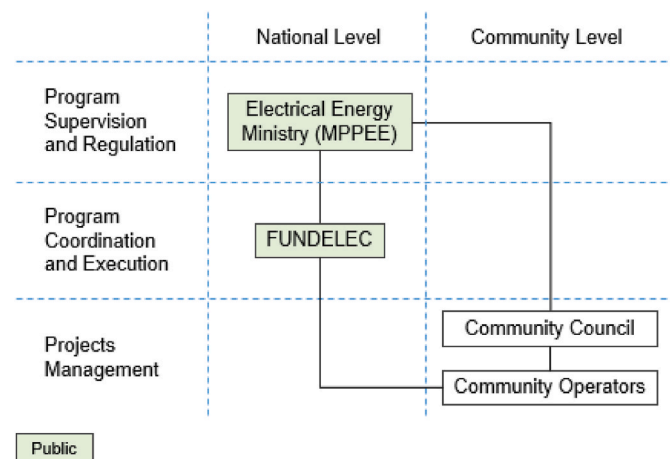 National Level
Community Level
Program
Supervision
and Regulation
Electrical Energy
Ministry (MPPEE)
Program
Coordination
and Execution
FUNDELEC
Projects
Management
Community Council
Community Operators
Public